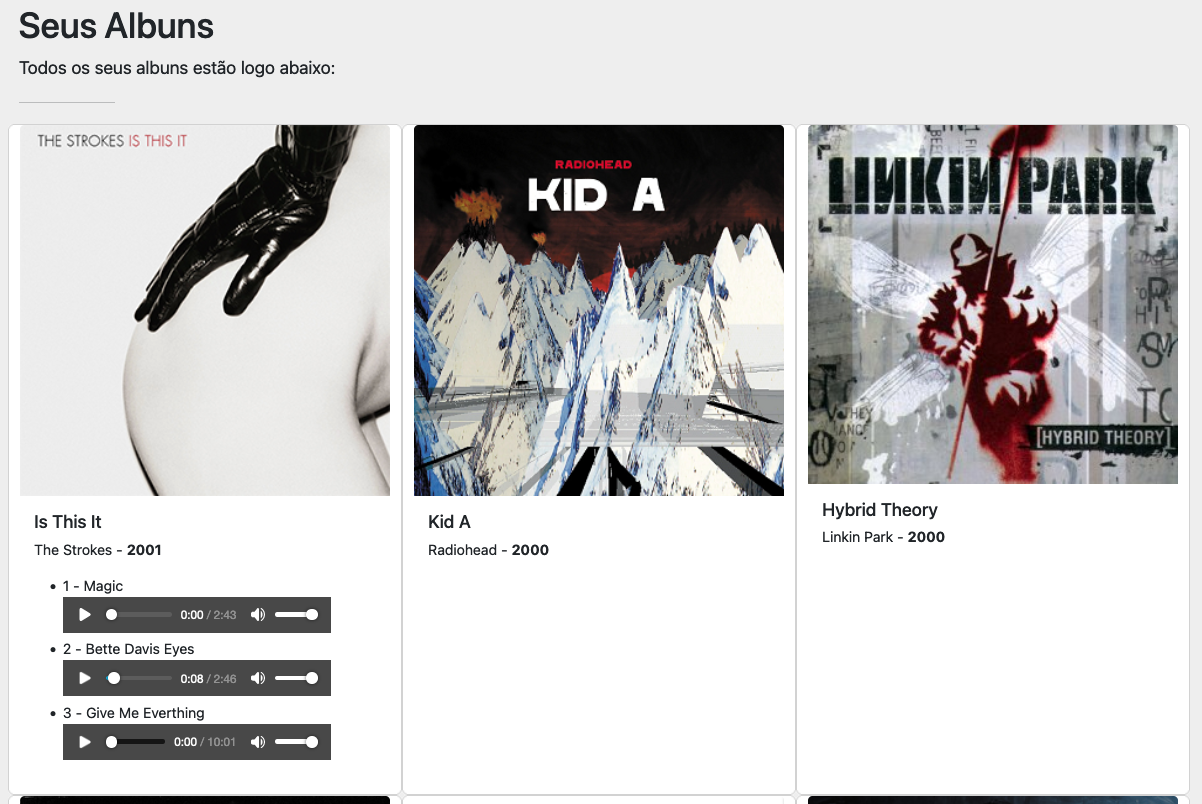 Seus Albuns
Todos os seus albuns estão logo abaixo:
THE STROKES IS THIS IT
RADIOHEAD
KID A
LINKIN PARK
[HYBRID THEORY]
Is This It
The Strokes - 2001
1 - Magic
0:00 / 2:43
2 - Bette Davis Eyes
0:08 / 2:46
3 - Give Me Everthing
0:00 / 10:01
Kid A
Radiohead - 2000
Hybrid Theory
Linkin Park - 2000